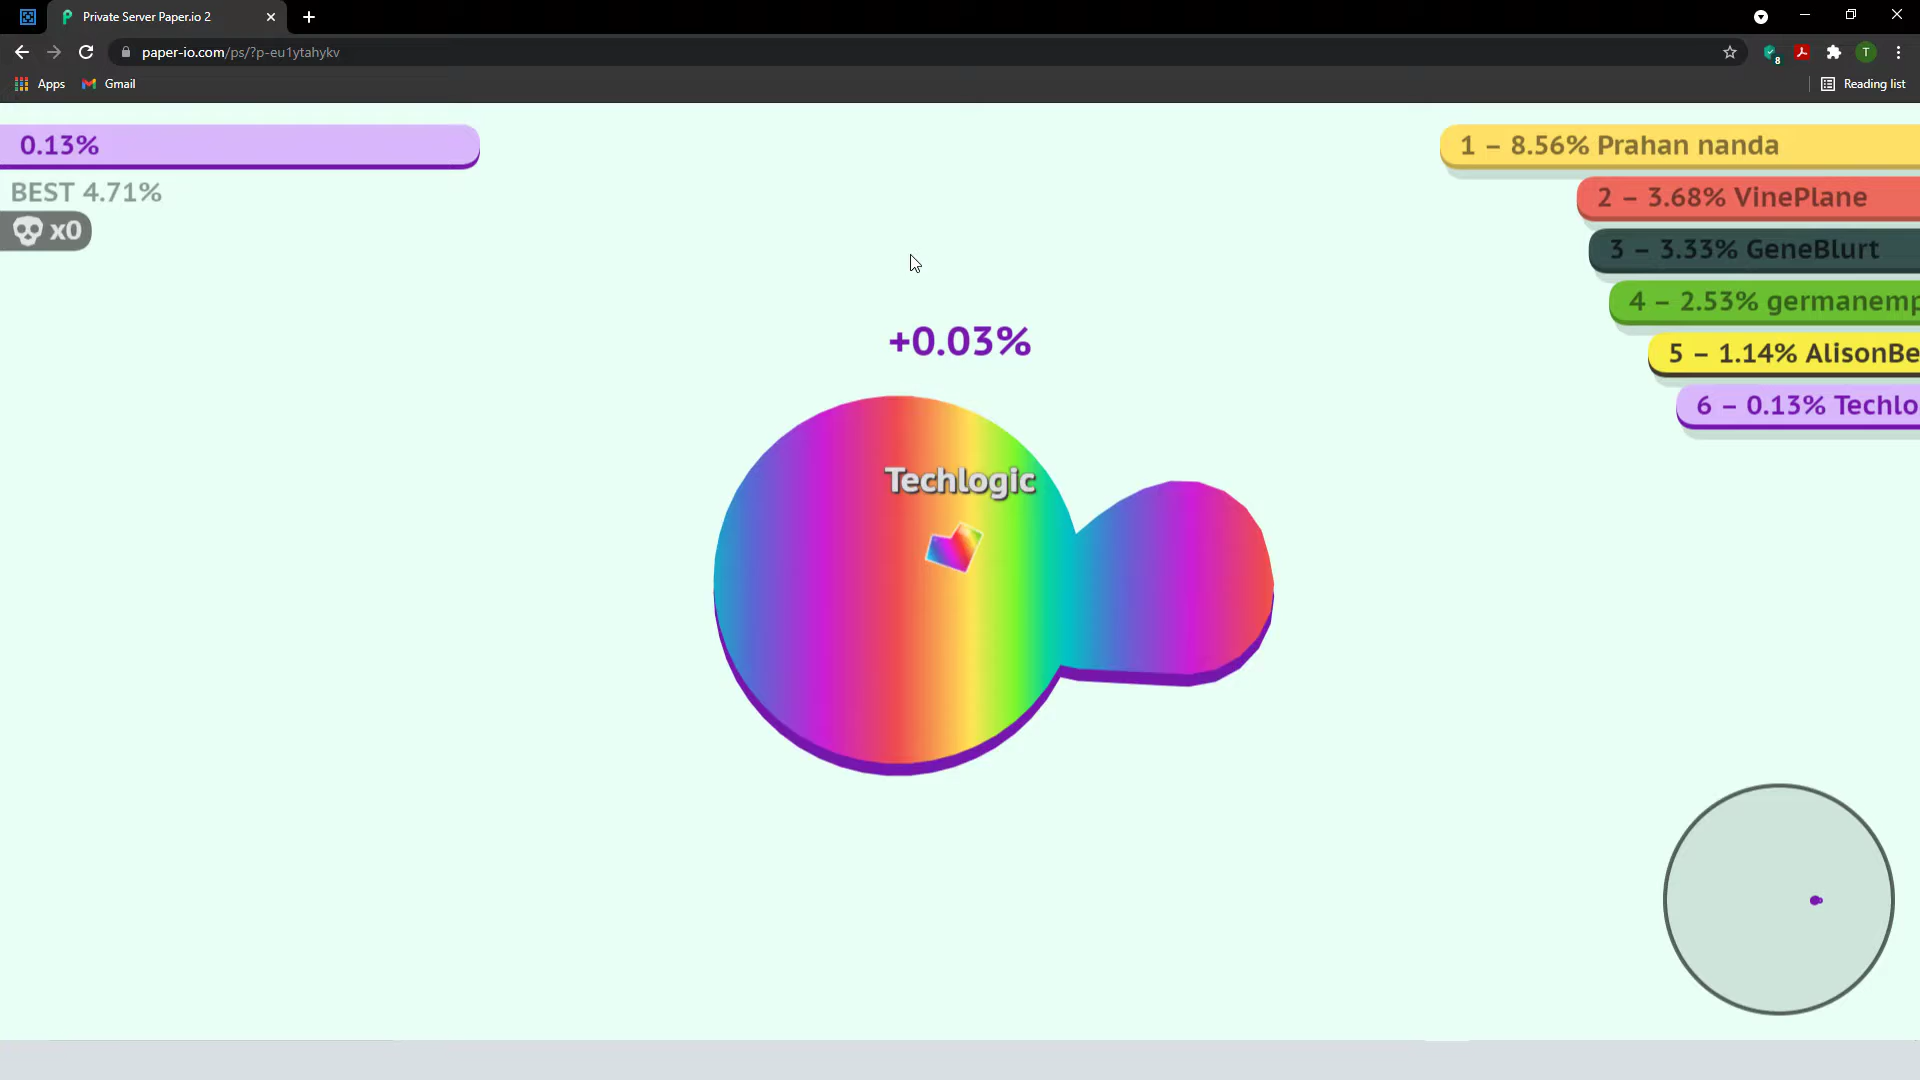 Private Server Paper.io 2
paper-io.com/ps/?p-eu1ytahykv
8
T
Apps
Gmail
Reading list
0.13%
BEST 4.71%
x0
1 – 8.56% Prahan nanda
2 – 3.68% VinePlane
3 – 3.33% GeneBlurt
4 – 2.53% germanemp
5 – 1.14% AlisonBe
6 – 0.13% Techlo
+0.03%
Techlogic